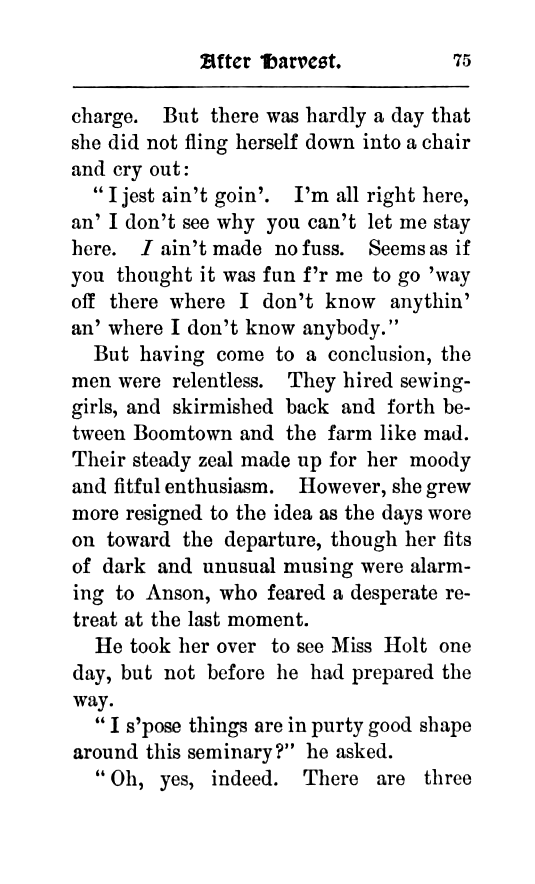 After Harvest. 75
charge. But there was hardly a day that
she did not fling herself down into a chair
and cry out:
“I jest ain’t goin’. I’m all right here,
an’ I don’t see why you can’t let me stay
here. I ain’t made no fuss. Seems as if
you thought it was fun f’r me to go ’way
off there where I don’t know anythin’
an’ where I don’t know anybody.”
But having come to a conclusion, the
men were relentless. They hired sewing-
girls, and skirmished back and forth be-
tween Boomtown and the farm like mad.
Their steady zeal made up for her moody
and fitful enthusiasm. However, she grew
more resigned to the idea as the days wore
on toward the departure, though her fits
of dark and unusual musing were alarm-
ing to Anson, who feared a desperate re-
treat at the last moment.
He took her over to see Miss Holt one
day, but not before he had prepared the
way.
“I s’pose things are in purty good shape
around this seminary?” he asked.
“Oh, yes, indeed. There are three